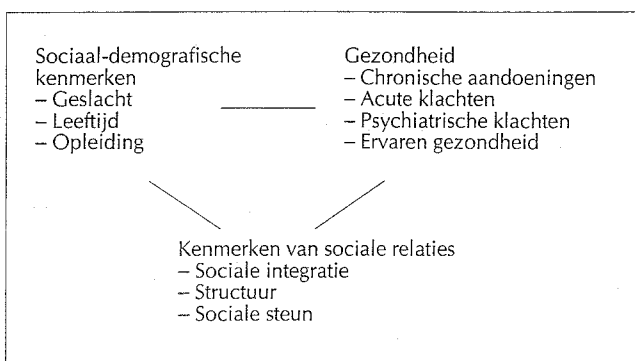 Sociaal-demografische
kenmerken
– Geslacht
– Leeftijd
– Opleiding
Gezondheid
– Chronische aandoeningen
– Acute klachten
– Psychiatrische klachten
– Ervaren gezondheid
Kenmerken van sociale relaties
– Sociale integratie
– Structuur
– Sociale steun